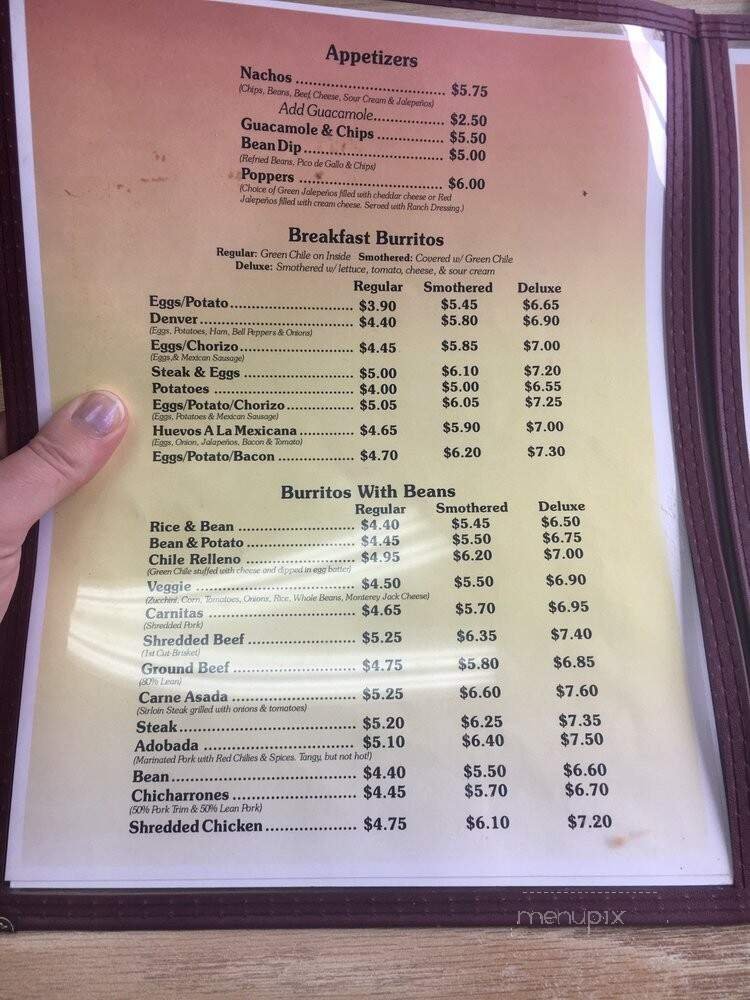 Appetizers
Nachos .................................. $5.75
(Chips, Beans, Beef, Cheese, Sour Cream & Jalepeños)
Add Guacamole................ $2.50
Guacamole & Chips ............... $5.50
Bean Dip............................... $5.00
(Refried Beans, Pico de Gallo & Chips)
Poppers ................................ $6.00
(Choice of Green Jalepeños filled with cheddar cheese or Red
Jalepeños filled with cream cheese. Served with Ranch Dressing.)
Breakfast Burritos
Regular: Green Chile on Inside Smothered: Covered w/ Green Chile
Deluxe: Smothered w/ lettuce, tomato, cheese, & sour cream
Regular Smothered Deluxe
Eggs/Potato........................... $3.90 $5.45 $6.65
Denver.................................. $4.40 $5.80 $6.90
(Eggs, Potatoes, Ham, Bell Peppers & Onions)
Eggs/Chorizo......................... $4.45 $5.85 $7.00
(Eggs,& Mexican Sausage)
Steak & Eggs ........................ $5.00 $6.10 $7.20
Potatoes ............................... $4.00 $5.00 $6.55
Eggs/Potato/Chorizo............... $5.05 $6.05 $7.25
(Eggs, Potatoes & Mexican Sausage)
Huevos A La Mexicana ............ $4.65 $5.90 $7.00
(Eggs, Onion, Jalapeños, Bacon & Tomato)
Eggs/Potato/Bacon ................ $4.70 $6.20 $7.30
Burritos With Beans
Regular Smothered Deluxe
Rice & Bean ......................... $4.40 $5.45 $6.50
Bean & Potato ....................... $4.45 $5.50 $6.75
Chile Relleno ........................ $4.95 $6.20 $7.00
(Green Chile stuffed with cheese and dipped in egg batter)
Veggie .................................. $4.50 $5.50 $6.90
(Zucchini, Corn, Tomatoes, Onions, Rice, Whole Beans, Monterey Jack Cheese)
Carnitas ............................... $4.65 $5.70 $6.95
(Shredded Pork)
Shredded Beef ....................... $5.25 $6.35 $7.40
(1st Cut-Brisket)
Ground Beef .......................... $4.75 $5.80 $6.85
(80% Lean)
Carne Asada .......................... $5.25 $6.60 $7.60
(Sirloin Steak grilled with onions & tomatoes)
Steak.................................... $5.20 $6.25 $7.35
Adobada ............................... $5.10 $6.40 $7.50
(Marinated Pork with Red Chilies & Spices. Tangy, but not hot!)
Bean..................................... $4.40 $5.50 $6.60
Chicharrones ......................... $4.45 $5.70 $6.70
(50% Pork Trim & 50% Lean Pork)
Shredded Chicken................... $4.75 $6.10 $7.20
menupix